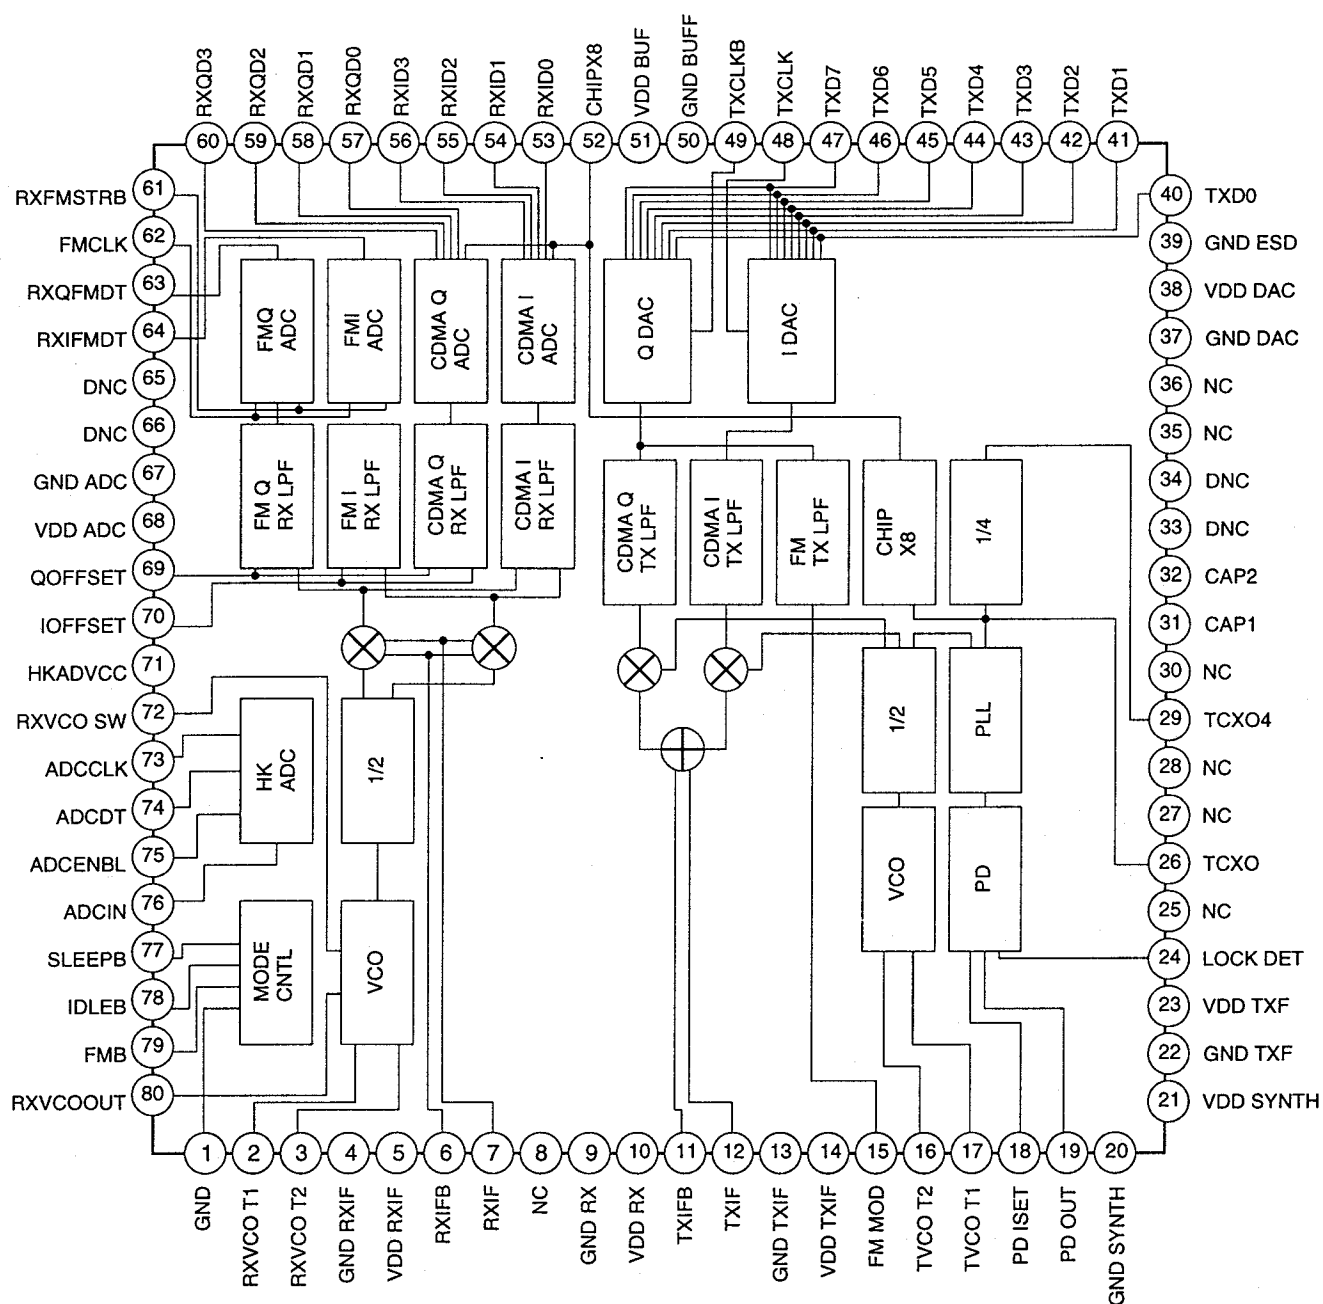 RXQD3
RXQD2
RXQD1
RXQD0
RXID3
RXID2
RXID1
RXID0
CHIPX8
VDD BUF
GND BUFF
TXCLKB
TXCLK
TXD7
TXD6
TXD5
TXD4
TXD3
TXD2
TXD1
60 59 58 57 56 55 54 53 52 51 50 49 48 47 46 45 44 43 42 41
RXFMSTRB 61
FMCLK 62
RXQFMDT 63
RXIFMDT 64
DNC 65
DNC 66
GND ADC 67
VDD ADC 68
QOFFSET 69
IOFFSET 70
HKADVCC 71
RXVCO SW 72
ADCCLK 73
ADCDT 74
ADCENBL 75
ADCIN 76
SLEEPB 77
IDLEB 78
FMB 79
RXVCOOUT 80
FMQ
ADC
FMI
ADC
CDMA Q
ADC
CDMA I
ADC
Q DAC
I DAC
FM Q
RX LPF
FM I
RX LPF
CDMA Q
RX LPF
CDMA I
RX LPF
CDMA Q
TX LPF
CDMA I
TX LPF
FM
TX LPF
CHIP
X8
1/4
HK
ADC
1/2
1/2
PLL
MODE
CNTL
VCO
VCO
PD
40 TXD0
39 GND ESD
38 VDD DAC
37 GND DAC
36 NC
35 NC
34 DNC
33 DNC
32 CAP2
31 CAP1
30 NC
29 TCXO4
28 NC
27 NC
26 TCXO
25 NC
24 LOCK DET
23 VDD TXF
22 GND TXF
21 VDD SYNTH
1 2 3 4 5 6 7 8 9 10 11 12 13 14 15 16 17 18 19 20
GND
RXVCO T1
RXVCO T2
GND RXIF
VDD RXIF
RXIFB
RXIF
NC
GND RX
VDD RX
TXIFB
TXIF
GND TXIF
VDD TXIF
FM MOD
TVCO T2
TVCO T1
PD ISET
PD OUT
GND SYNTH